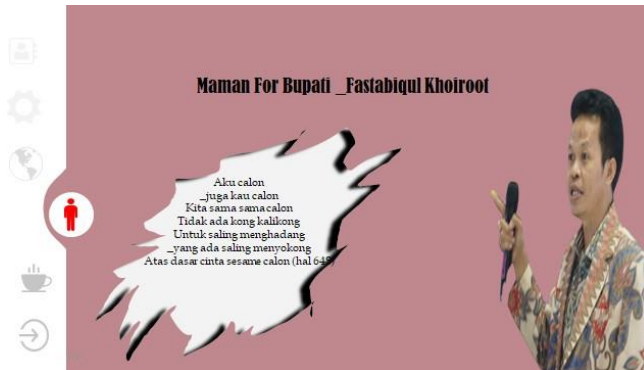 Maman For Bupati _Fastabiqul Khoiroot
Aku calon
_juga kau calon
Kita sama sama calon
Tidak ada kong kalikong
Untuk saling menghadang
_yang ada saling menyokong
Atas dasar cinta sesame calon (hal 648)